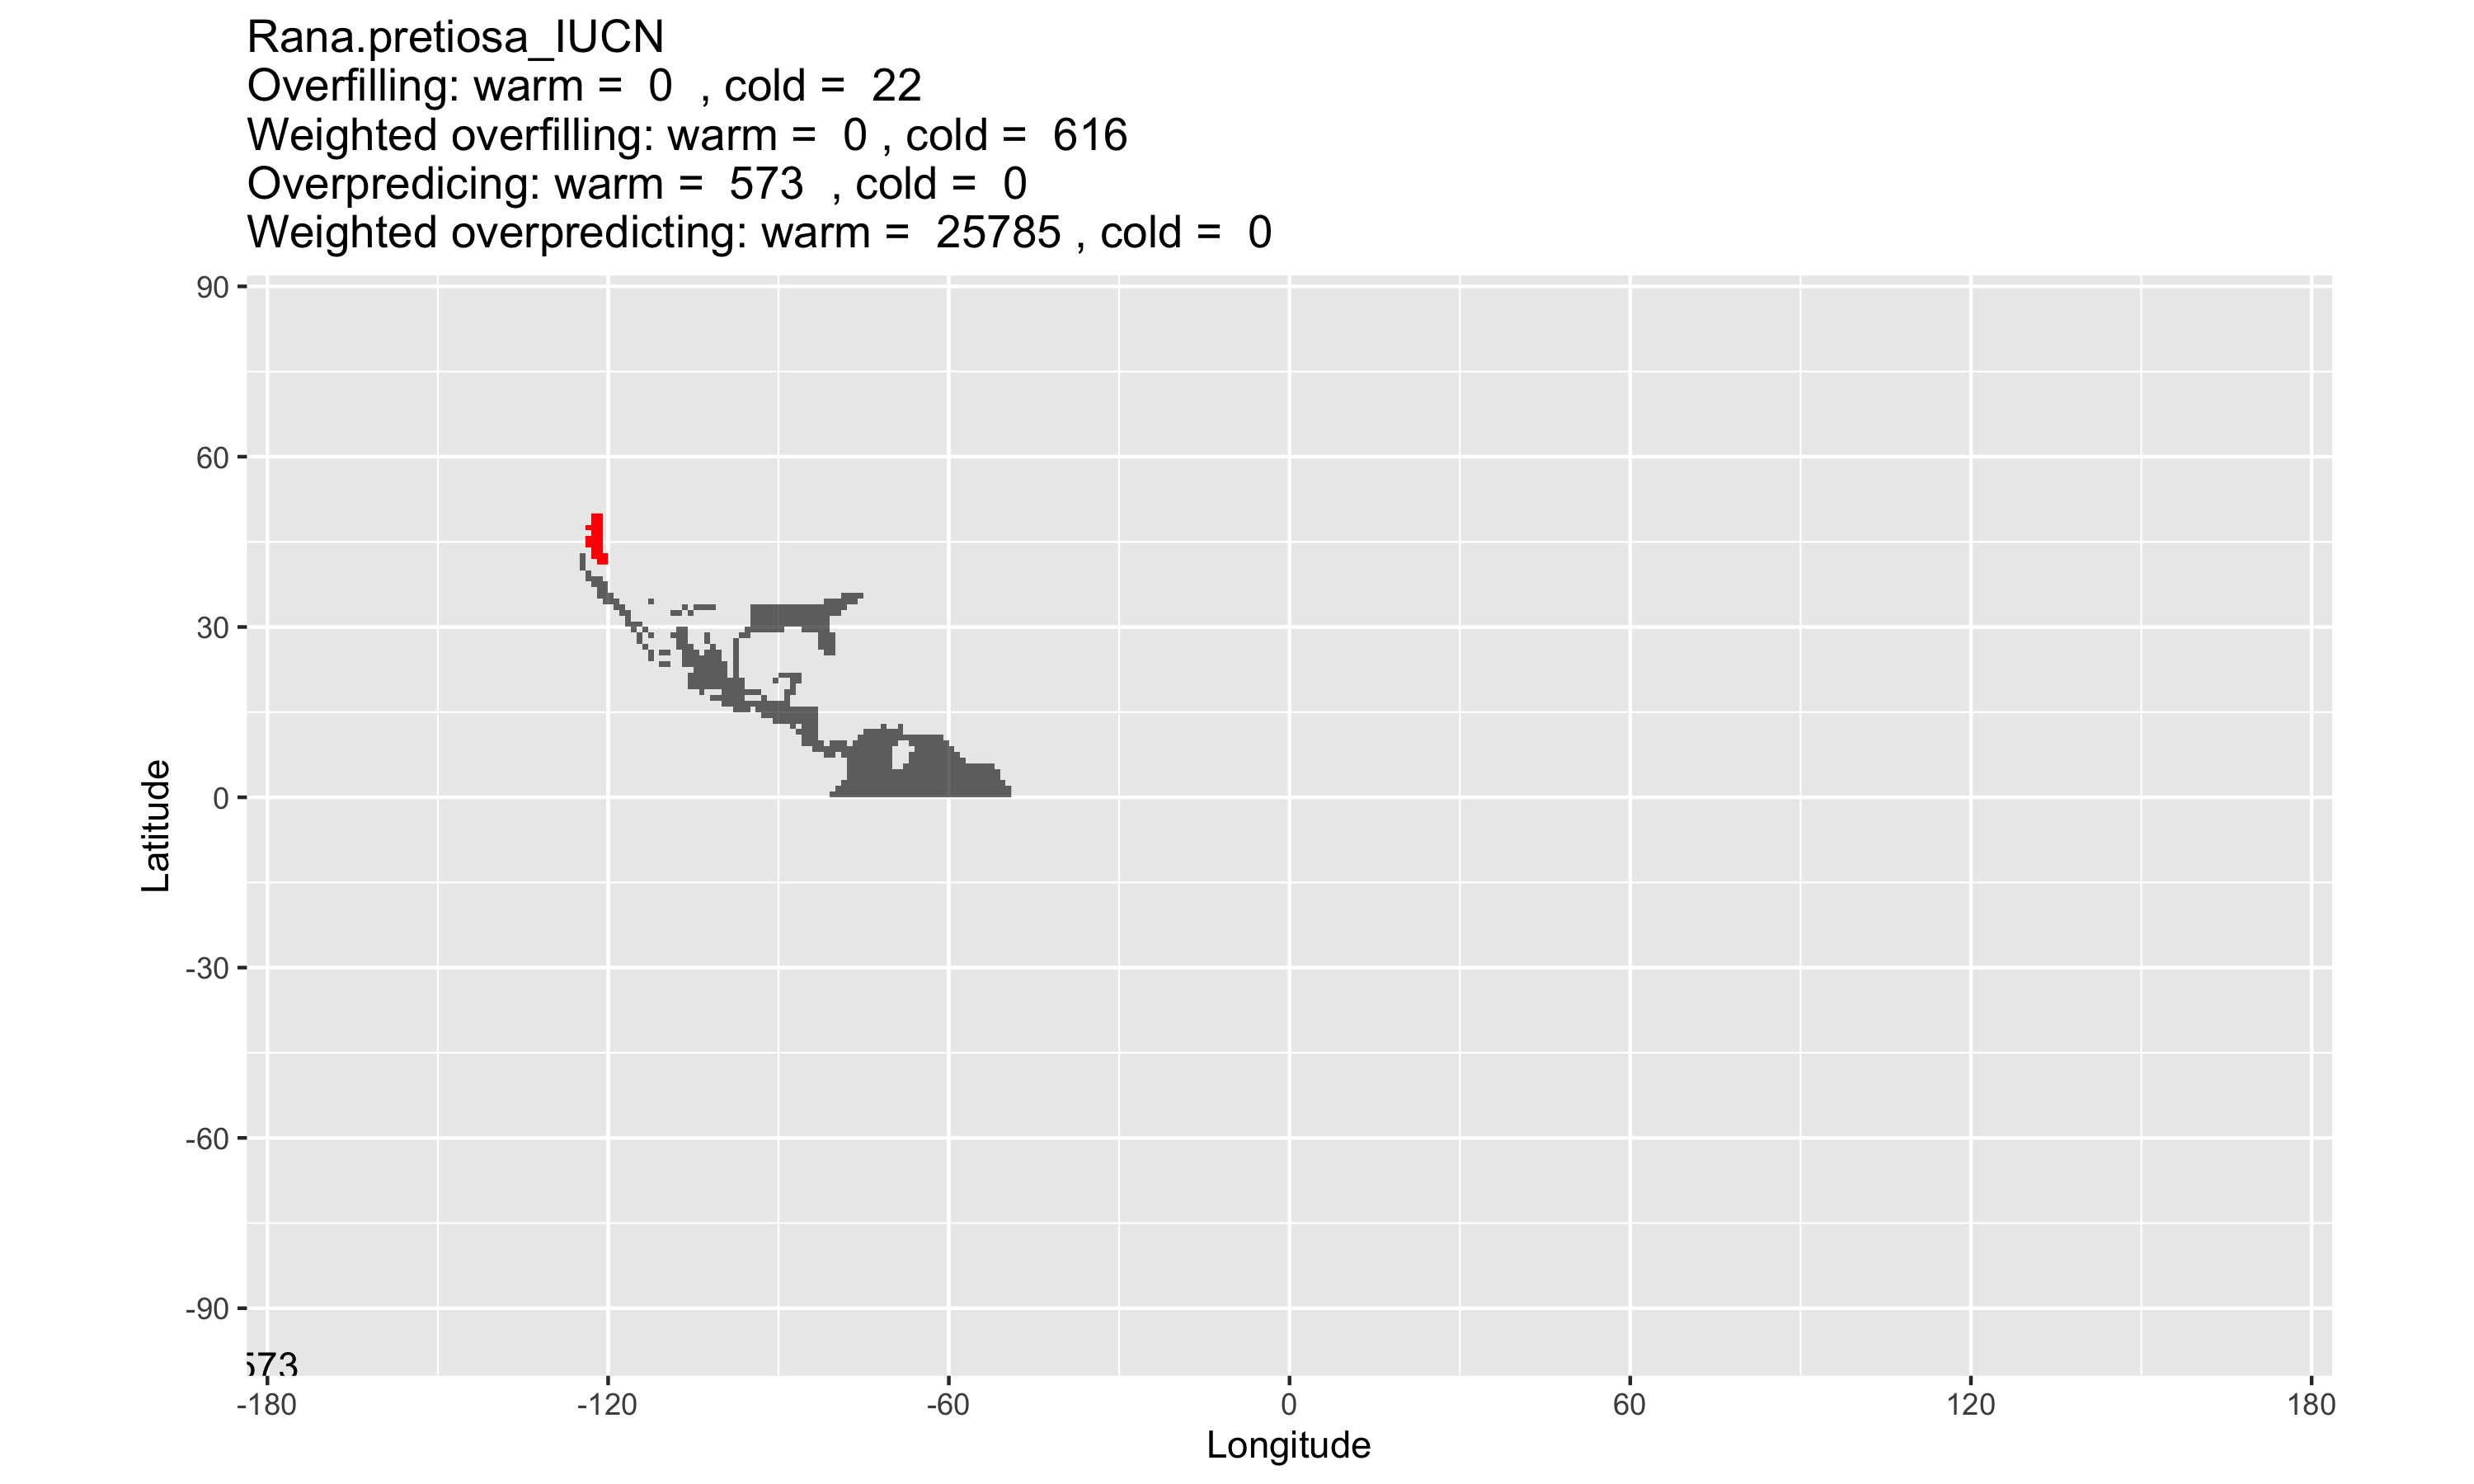 Rana.pretiosa_IUCN
Overfilling: warm =  0  , cold =  22
Weighted overfilling: warm =  0 , cold =  616
Overpredicing: warm =  573  , cold =  0
Weighted overpredicting: warm =  25785 , cold =  0
90
60
30
0
-30
-60
-90
Latitude
573
-180
-120
-60
0
60
120
180
Longitude